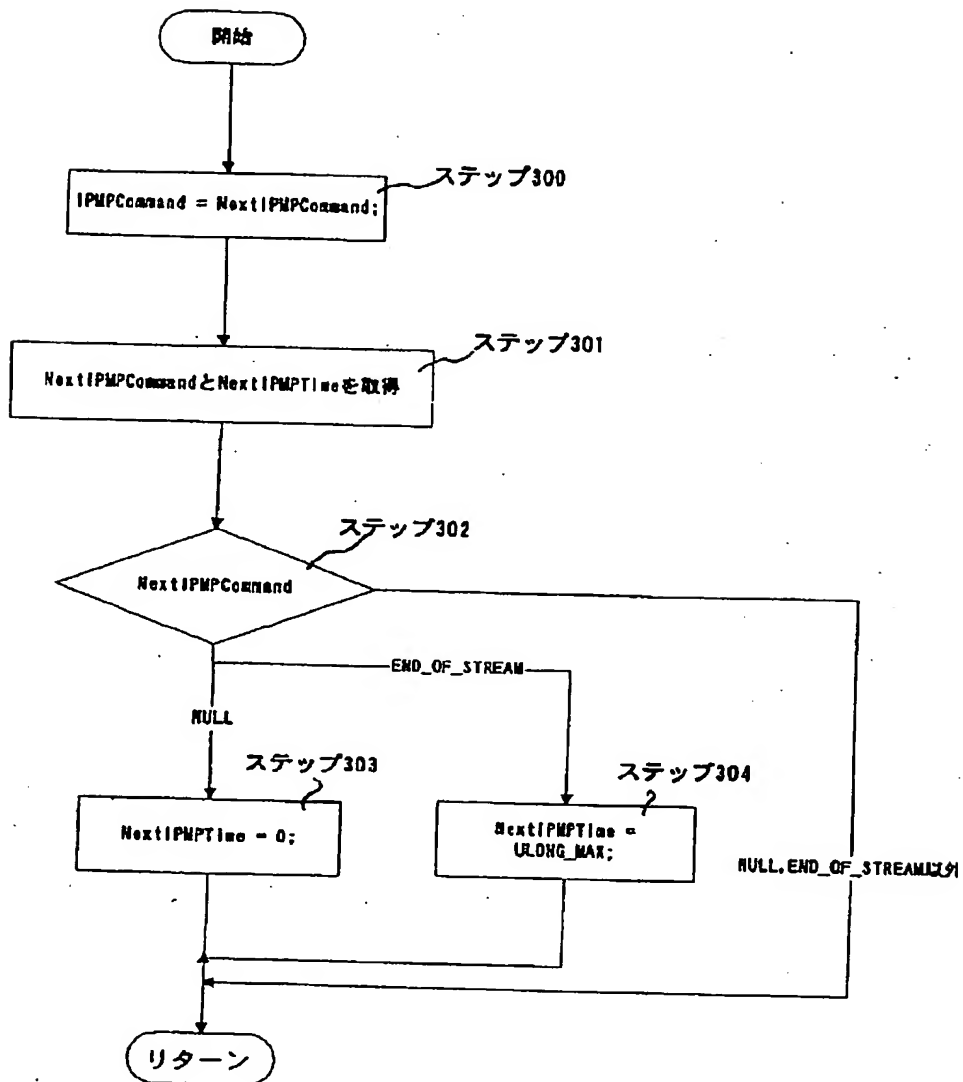 開始
ステップ300
IPMPCommand = NextIPMPCommand;
ステップ301
NextIPMPCommandとNextIPMPTimeを取得
ステップ302
NextIPMPCommand
END_OF_STREAM
NULL
ステップ303
ステップ304
NextIPMPTime = 0;
NextIPMPTime =
ULONG_MAX;
NULL,END_OF_STREAM以外
リターン